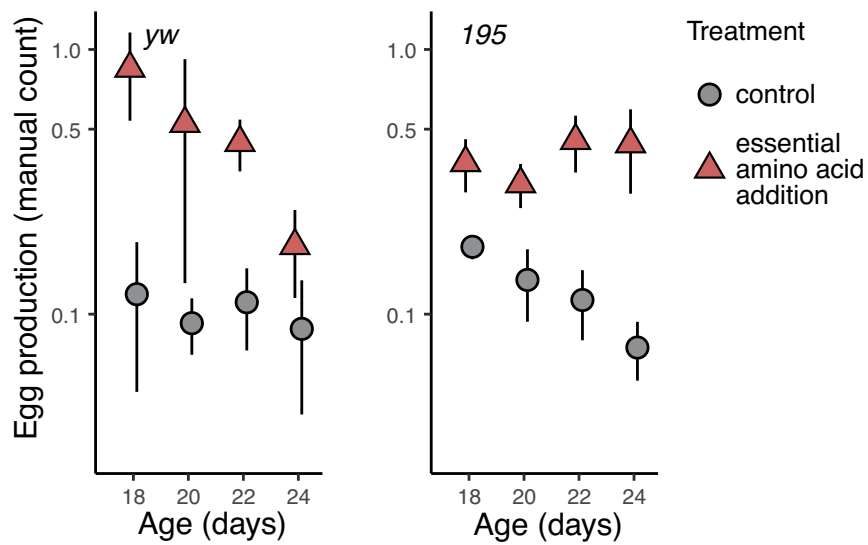 Egg production (manual count)
1.0
0.5
0.1
yw
18 20 22 24
Age (days)
1.0
0.5
0.1
195
18 20 22 24
Age (days)
Treatment
control
essential
amino acid
addition